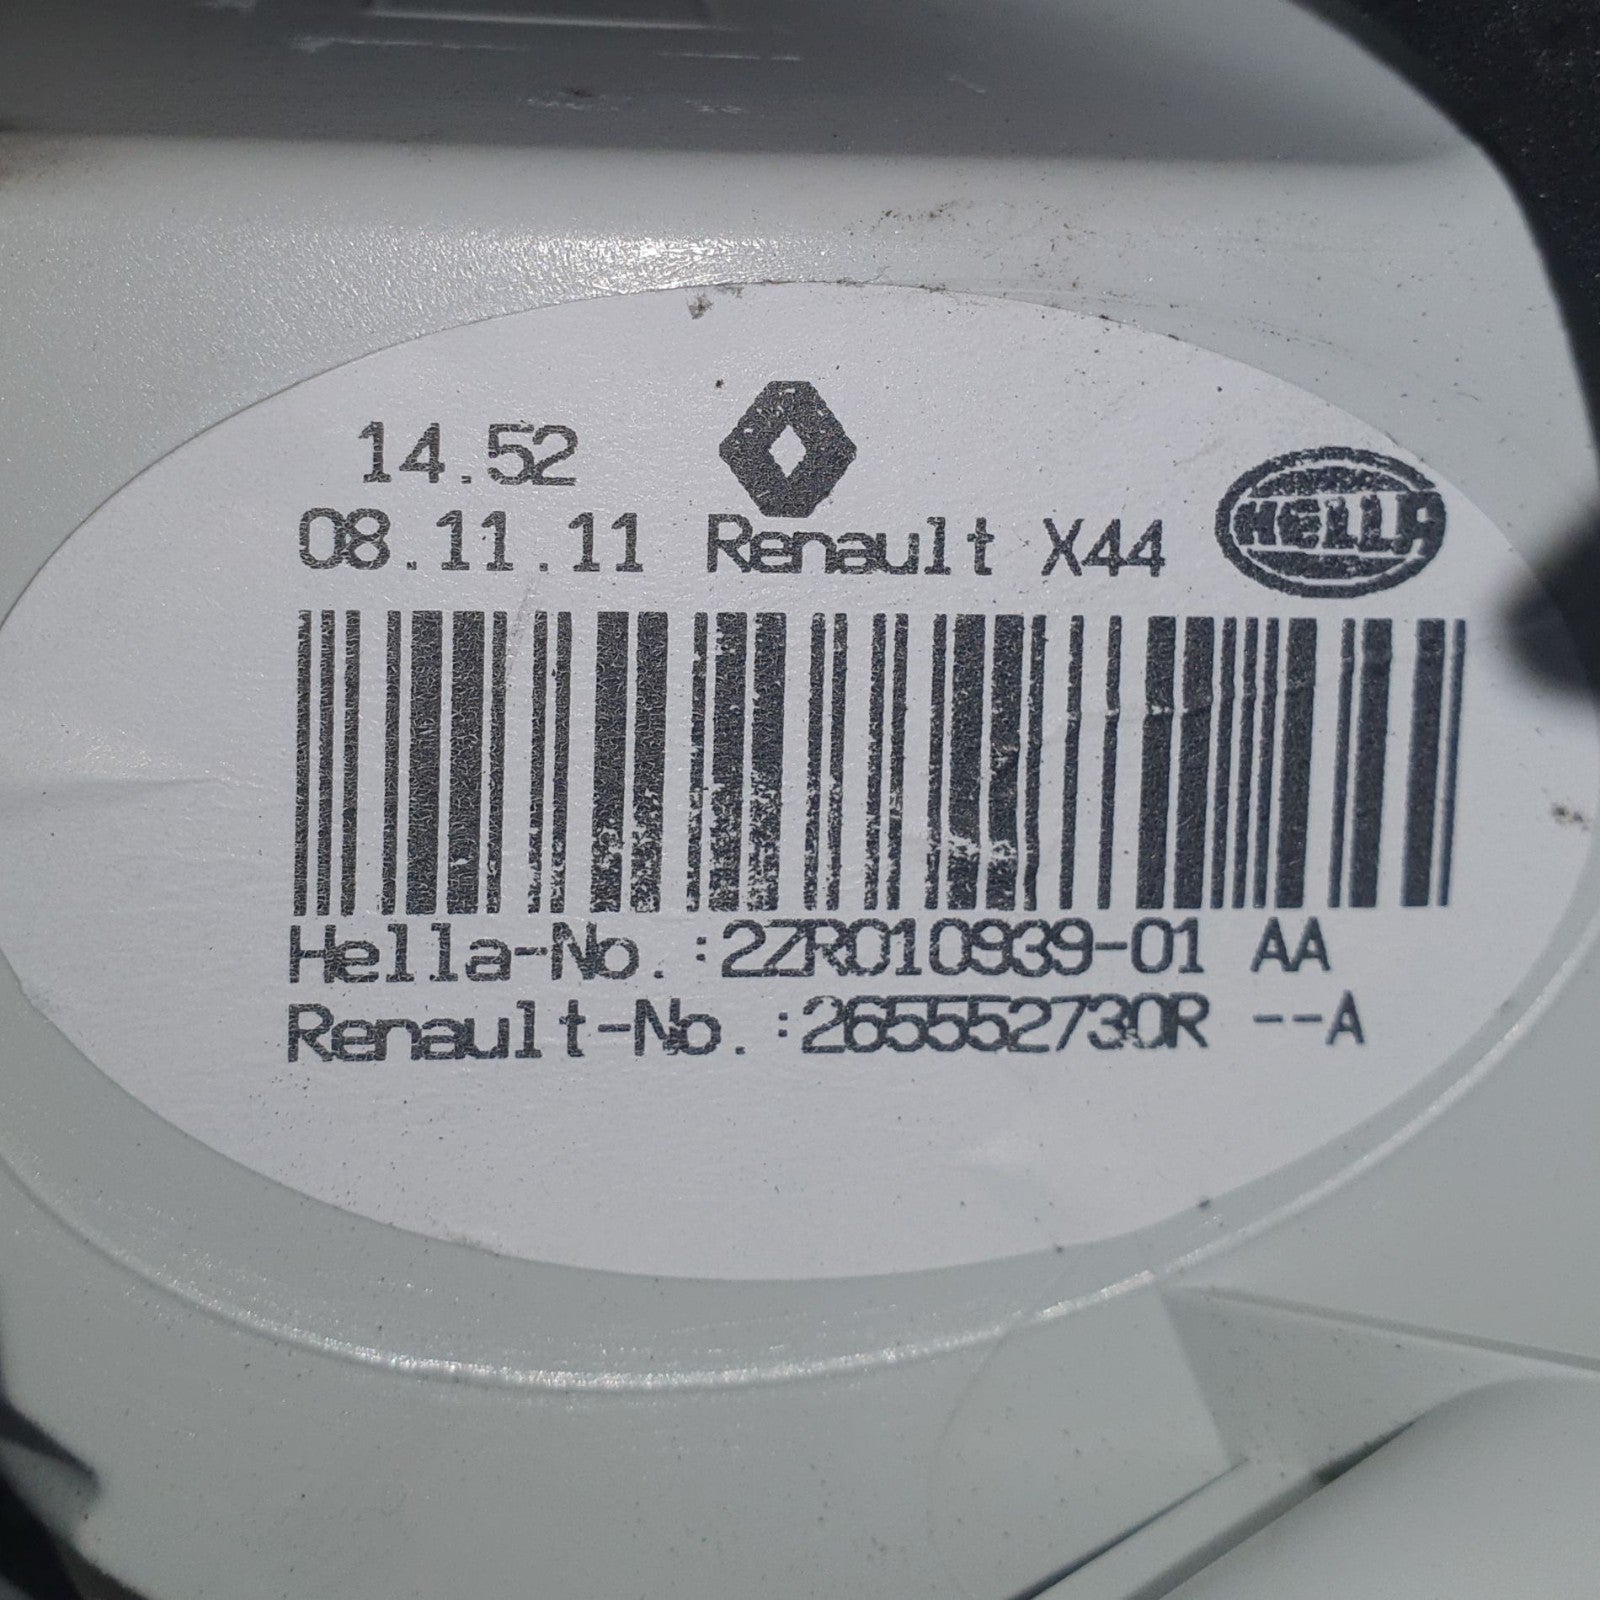 14.52
08.11.11 Renault X44
HELLA
Hella-No.:2ZR010939-01 AA
Renault-No.:265552730R --A